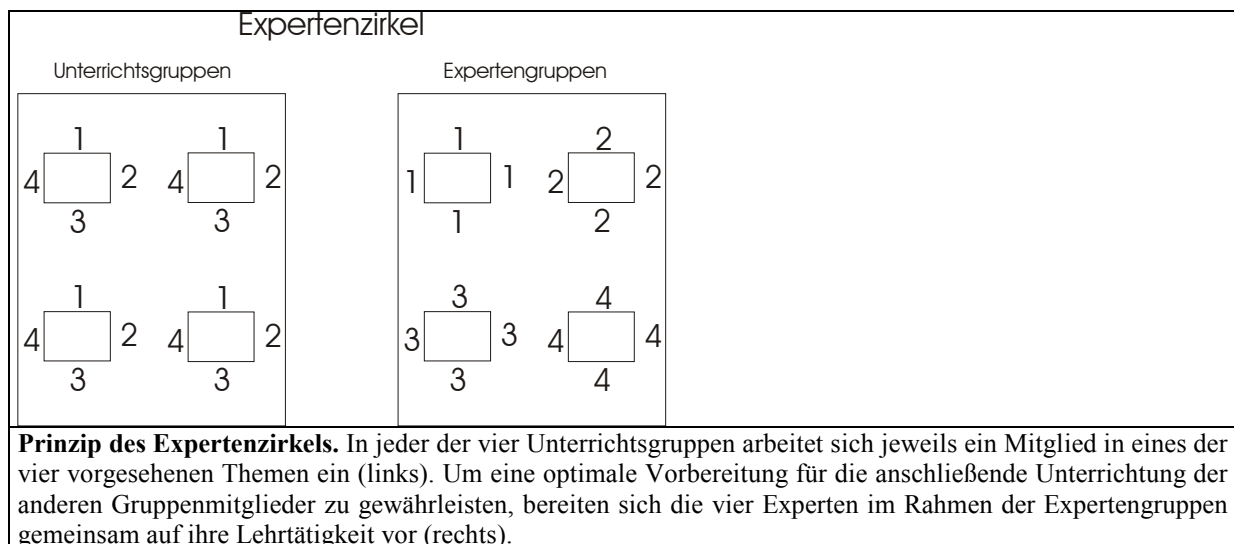 Expertenzirkel
Unterrichtsgruppen Expertengruppen
1 1 1 2
4 2 4 2 1 1 2 2
3 3 1 2
1 1 3 4
4 2 4 2 3 3 4 4
3 3 3 4
Prinzip des Expertenzirkels. In jeder der vier Unterrichtsgruppen arbeitet sich jeweils ein Mitglied in eines der
vier vorgesehenen Themen ein (links). Um eine optimale Vorbereitung für die anschließende Unterrichtung der
anderen Gruppenmitglieder zu gewährleisten, bereiten sich die vier Experten im Rahmen der Expertengruppen
gemeinsam auf ihre Lehrtätigkeit vor (rechts).